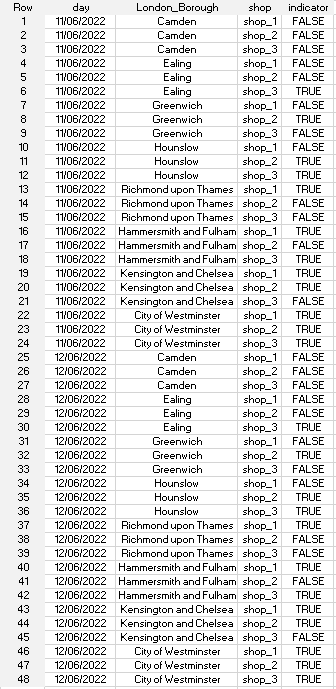 Row day London_Borough shop indicator
1 11/06/2022 Camden shop_1 FALSE
2 11/06/2022 Camden shop_2 FALSE
3 11/06/2022 Camden shop_3 FALSE
4 11/06/2022 Ealing shop_1 FALSE
5 11/06/2022 Ealing shop_2 FALSE
6 11/06/2022 Ealing shop_3 TRUE
7 11/06/2022 Greenwich shop_1 FALSE
8 11/06/2022 Greenwich shop_2 TRUE
9 11/06/2022 Greenwich shop_3 FALSE
10 11/06/2022 Hounslow shop_1 FALSE
11 11/06/2022 Hounslow shop_2 TRUE
12 11/06/2022 Hounslow shop_3 TRUE
13 11/06/2022 Richmond upon Thames shop_1 TRUE
14 11/06/2022 Richmond upon Thames shop_2 FALSE
15 11/06/2022 Richmond upon Thames shop_3 FALSE
16 11/06/2022 Hammersmith and Fulham shop_1 TRUE
17 11/06/2022 Hammersmith and Fulham shop_2 FALSE
18 11/06/2022 Hammersmith and Fulham shop_3 TRUE
19 11/06/2022 Kensington and Chelsea shop_1 TRUE
20 11/06/2022 Kensington and Chelsea shop_2 TRUE
21 11/06/2022 Kensington and Chelsea shop_3 FALSE
22 11/06/2022 City of Westminster shop_1 TRUE
23 11/06/2022 City of Westminster shop_2 TRUE
24 11/06/2022 City of Westminster shop_3 TRUE
25 12/06/2022 Camden shop_1 FALSE
26 12/06/2022 Camden shop_2 FALSE
27 12/06/2022 Camden shop_3 FALSE
28 12/06/2022 Ealing shop_1 FALSE
29 12/06/2022 Ealing shop_2 FALSE
30 12/06/2022 Ealing shop_3 TRUE
31 12/06/2022 Greenwich shop_1 FALSE
32 12/06/2022 Greenwich shop_2 TRUE
33 12/06/2022 Greenwich shop_3 FALSE
34 12/06/2022 Hounslow shop_1 FALSE
35 12/06/2022 Hounslow shop_2 TRUE
36 12/06/2022 Hounslow shop_3 TRUE
37 12/06/2022 Richmond upon Thames shop_1 TRUE
38 12/06/2022 Richmond upon Thames shop_2 FALSE
39 12/06/2022 Richmond upon Thames shop_3 FALSE
40 12/06/2022 Hammersmith and Fulham shop_1 TRUE
41 12/06/2022 Hammersmith and Fulham shop_2 FALSE
42 12/06/2022 Hammersmith and Fulham shop_3 TRUE
43 12/06/2022 Kensington and Chelsea shop_1 TRUE
44 12/06/2022 Kensington and Chelsea shop_2 TRUE
45 12/06/2022 Kensington and Chelsea shop_3 FALSE
46 12/06/2022 City of Westminster shop_1 TRUE
47 12/06/2022 City of Westminster shop_2 TRUE
48 12/06/2022 City of Westminster shop_3 TRUE